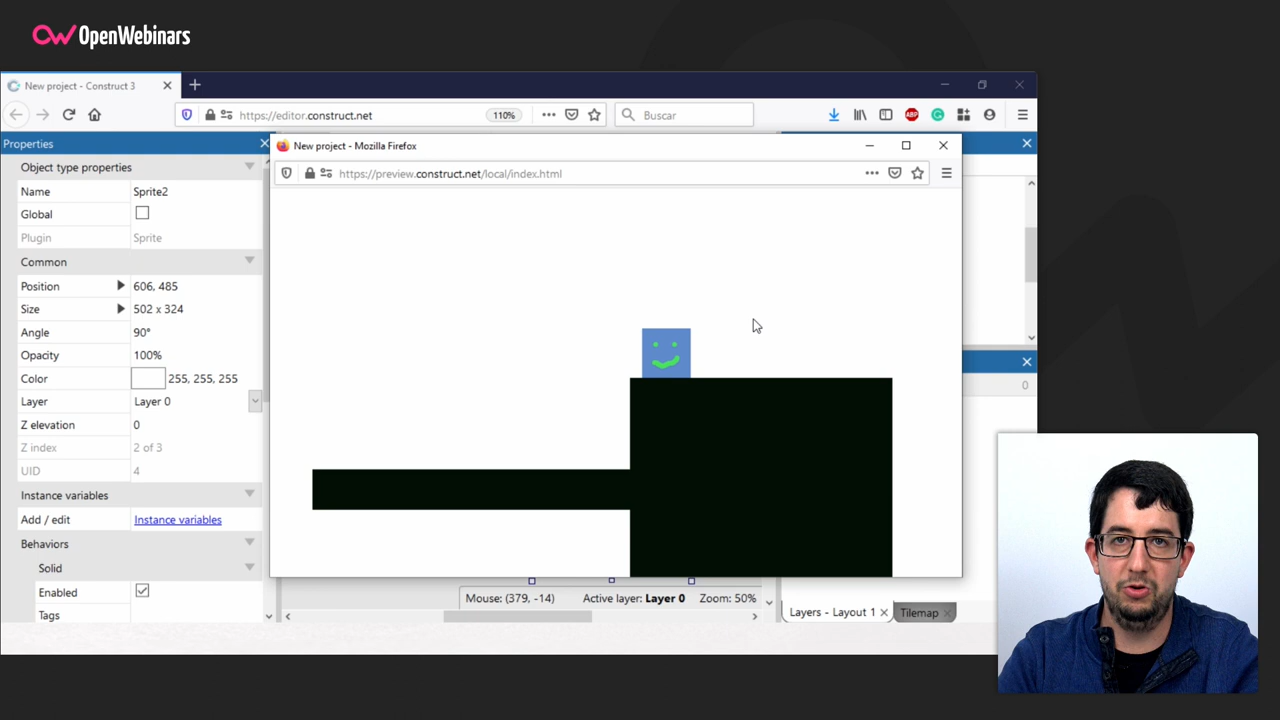 OpenWebinars
New project - Construct 3
https://editor.construct.net
110%
Buscar
ABP
Properties
New project - Mozilla Firefox
https://preview.construct.net/local/index.html
Object type properties
Name Sprite2
Global
Plugin Sprite
Common
Position 606, 485
Size 502 x 324
Angle 90°
Opacity 100%
Color 255, 255, 255
Layer Layer 0
Z elevation 0
Z index 2 of 3
UID 4
Instance variables
Add / edit Instance variables
Behaviors
Solid
Enabled
Tags
0
Mouse: (379, -14) Active layer: Layer 0 Zoom: 50%
Layers - Layout 1 Tilemap